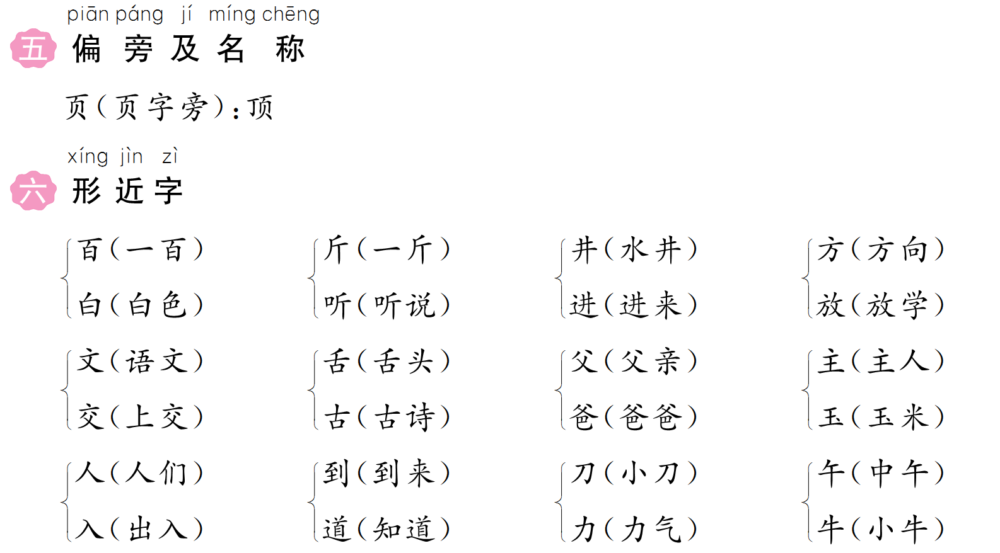 piān páng jí míng chēng
五 偏旁及名称
页(页字旁):顶
xíng jìn zì
六 形近字
百(一百) 斤(一斤) 井(水井) 方(方向)
白(白色) 听(听说) 进(进来) 放(放学)
文(语文) 舌(舌头) 父(父亲) 主(主人)
交(上交) 古(古诗) 爸(爸爸) 玉(玉米)
人(人们) 到(到来) 刀(小刀) 午(中午)
入(出入) 道(知道) 力(力气) 牛(小牛)